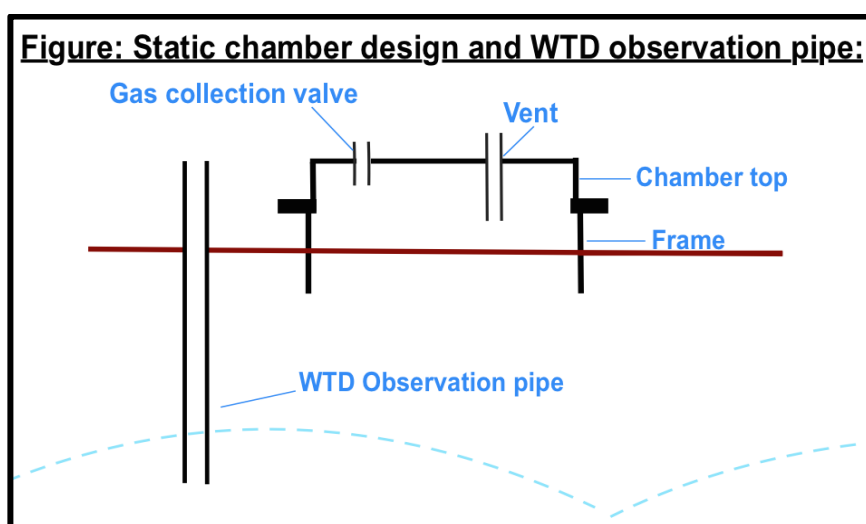 Figure: Static chamber design and WTD observation pipe:
Gas collection valve
Vent
Chamber top
Frame
WTD Observation pipe